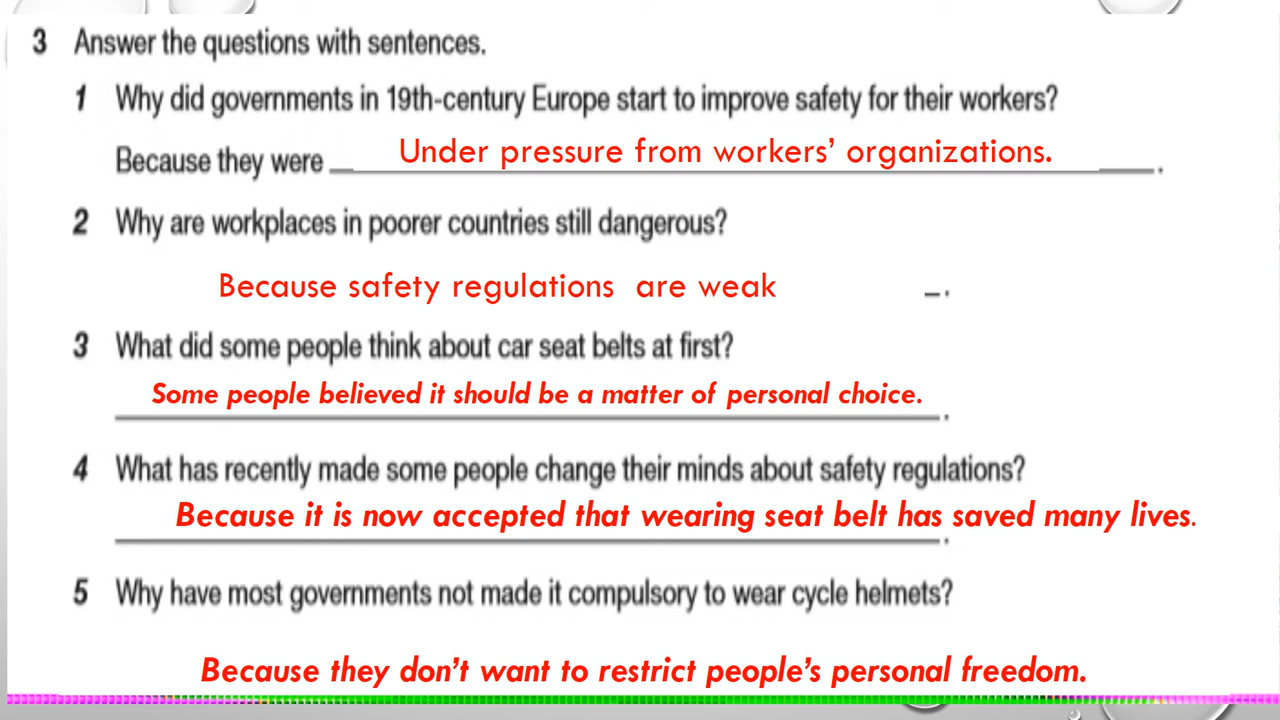 3 Answer the questions with sentences.
1 Why did governments in 19th-century Europe start to improve safety for their workers?
Because they were __ Under pressure from workers’ organizations. __.
2 Why are workplaces in poorer countries still dangerous?
Because safety regulations are weak _.
3 What did some people think about car seat belts at first?
Some people believed it should be a matter of personal choice. .
4 What has recently made some people change their minds about safety regulations?
Because it is now accepted that wearing seat belt has saved many lives. .
5 Why have most governments not made it compulsory to wear cycle helmets?
Because they don’t want to restrict people’s personal freedom.